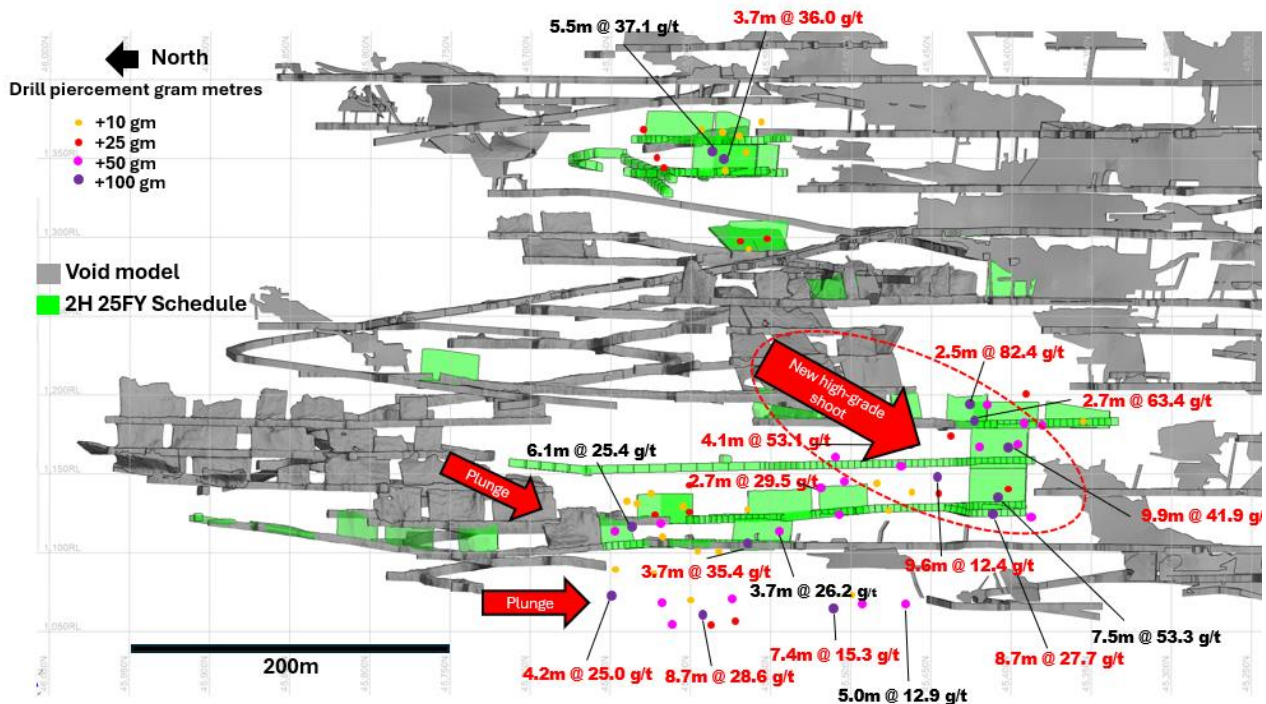 5.5m @ 37.1 g/t
3.7m @ 36.0 g/t
North
Drill piercement gram metres
+10 gm
+25 gm
+50 gm
+100 gm
1,350RL
1,300RL
Void model
2H 25FY Schedule
1,200RL
2.5m @ 82.4 g/t
New high-grade
shoot
2.7m @ 63.4 g/t
4.1m @ 53.1 g/t
6.1m @ 25.4 g/t
1,150RL
Plunge
2.7m @ 29.5 g/t
9.9m @ 41.9 g/t
1,100RL
3.7m @ 35.4 g/t
9.6m @ 12.4 g/t
3.7m @ 26.2 g/t
Plunge
1,050RL
7.5m @ 53.3 g/t
200m
7.4m @ 15.3 g/t
8.7m @ 27.7 g/t
4.2m @ 25.0 g/t
8.7m @ 28.6 g/t
5.0m @ 12.9 g/t